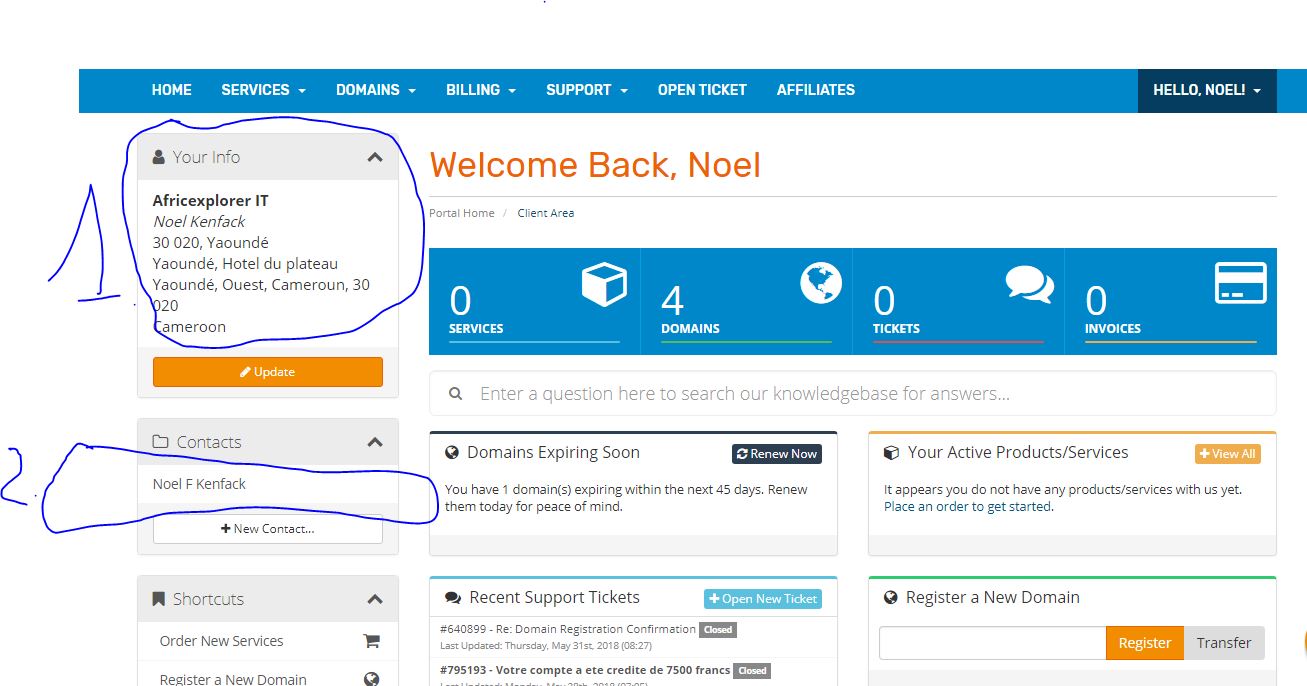 HOME SERVICES DOMAINS BILLING SUPPORT OPEN TICKET AFFILIATES HELLO, NOEL!
1
Your Info
Africexplorer IT
Noel Kenfack
30 020, Yaoundé
Yaoundé, Hotel du plateau
Yaoundé, Ouest, Cameroun, 30
020
Cameroon
Update
2.
Contacts
Noel F Kenfack
New Contact...
Shortcuts
Order New Services
Register a New Domain
Welcome Back, Noel
Portal Home / Client Area
0
SERVICES
4
DOMAINS
0
TICKETS
0
INVOICES
Enter a question here to search our knowledgebase for answers...
Domains Expiring Soon
Renew Now
You have 1 domain(s) expiring within the next 45 days. Renew
them today for peace of mind.
Your Active Products/Services
View All
It appears you do not have any products/services with us yet.
Place an order to get started.
Recent Support Tickets
Open New Ticket
#640899 - Re: Domain Registration Confirmation Closed
Last Updated: Thursday, May 31st, 2018 (08:27)
#795193 - Votre compte a ete credite de 7500 francs Closed
Register a New Domain
Register Transfer